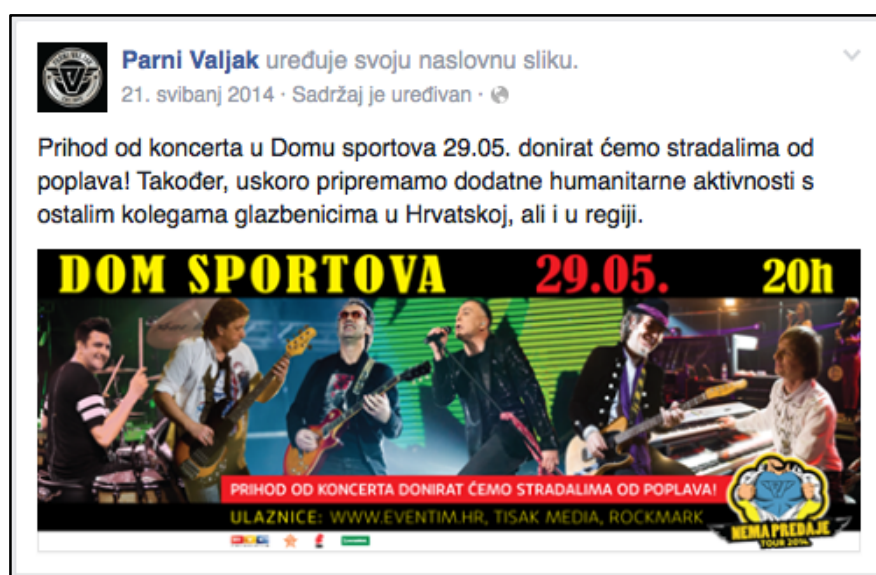 Parni Valjak uređuje svoju naslovnu sliku.
21. svibanj 2014 · Sadržaj je uređivan ·
Prihod od koncerta u Domu sportova 29.05. donirat ćemo stradalima od
poplava! Također, uskoro pripremamo dodatne humanitarne aktivnosti s
ostalim kolegama glazbenicima u Hrvatskoj, ali i u regiji.
DOM SPORTOVA 29.05. 20h
PRIHOD OD KONCERTA DONIRAT ĆEMO STRADALIMA OD POPLAVA!
ULAZNICE: WWW.EVENTIM.HR, TISAK MEDIA, ROCKMARK
NEMA PREDAJE
TOUR 2014